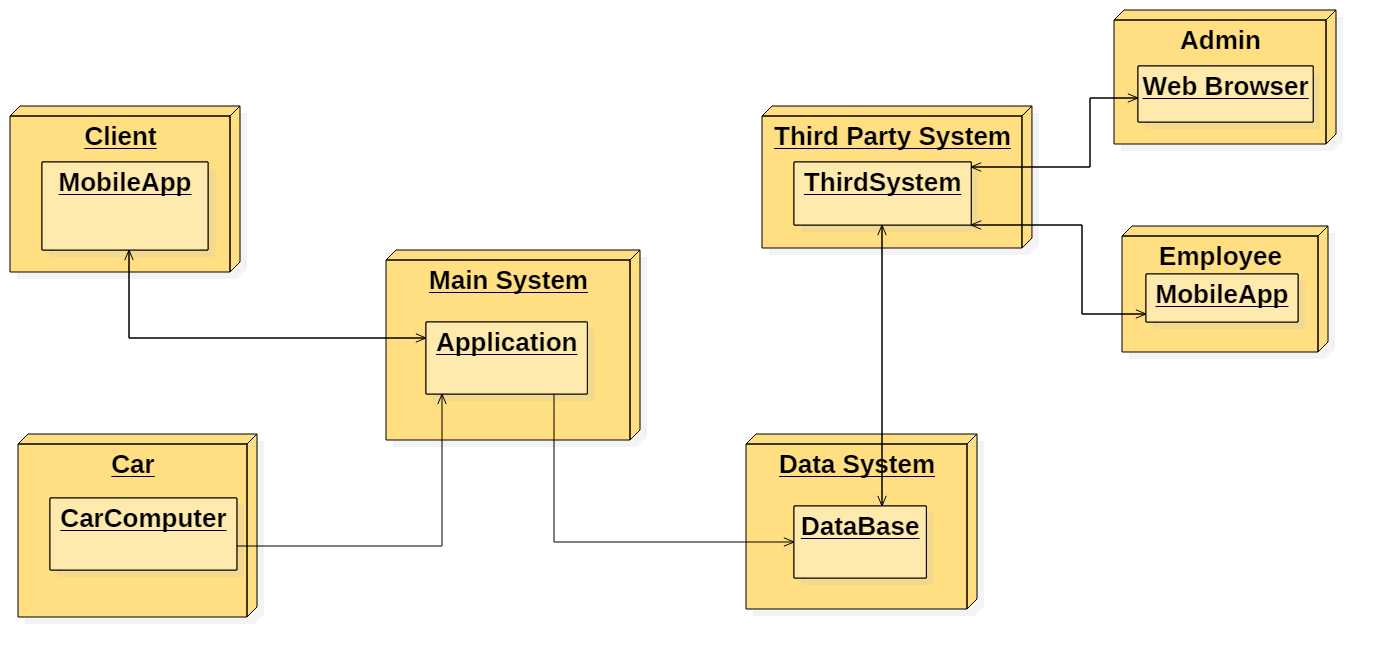 Admin
Web Browser
Client
MobileApp
Third Party System
ThirdSystem
Employee
MobileApp
Main System
Application
Car
CarComputer
Data System
DataBase